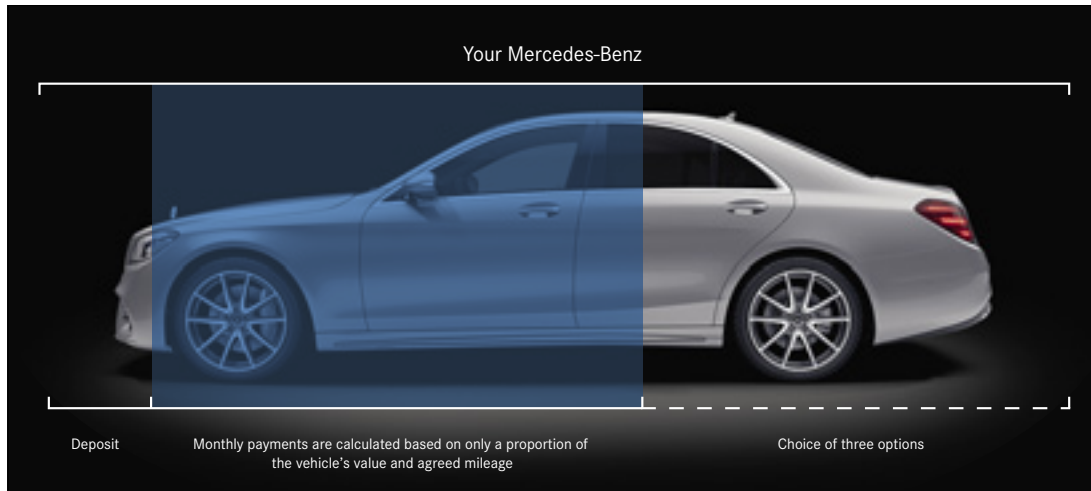 Your Mercedes-Benz
Deposit
Monthly payments are calculated based on only a proportion of
the vehicle's value and agreed mileage
Choice of three options